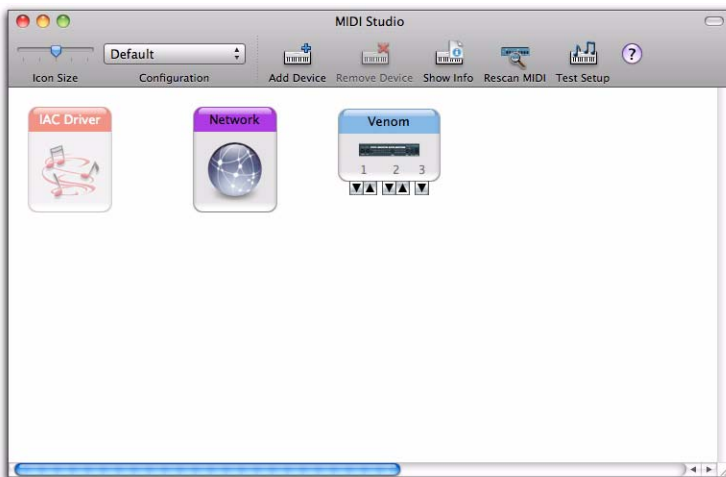 MIDI Studio
Default
Icon Size Configuration Add Device Remove Device Show Info Rescan MIDI Test Setup ?
IAC Driver Network Venom
1 2 3